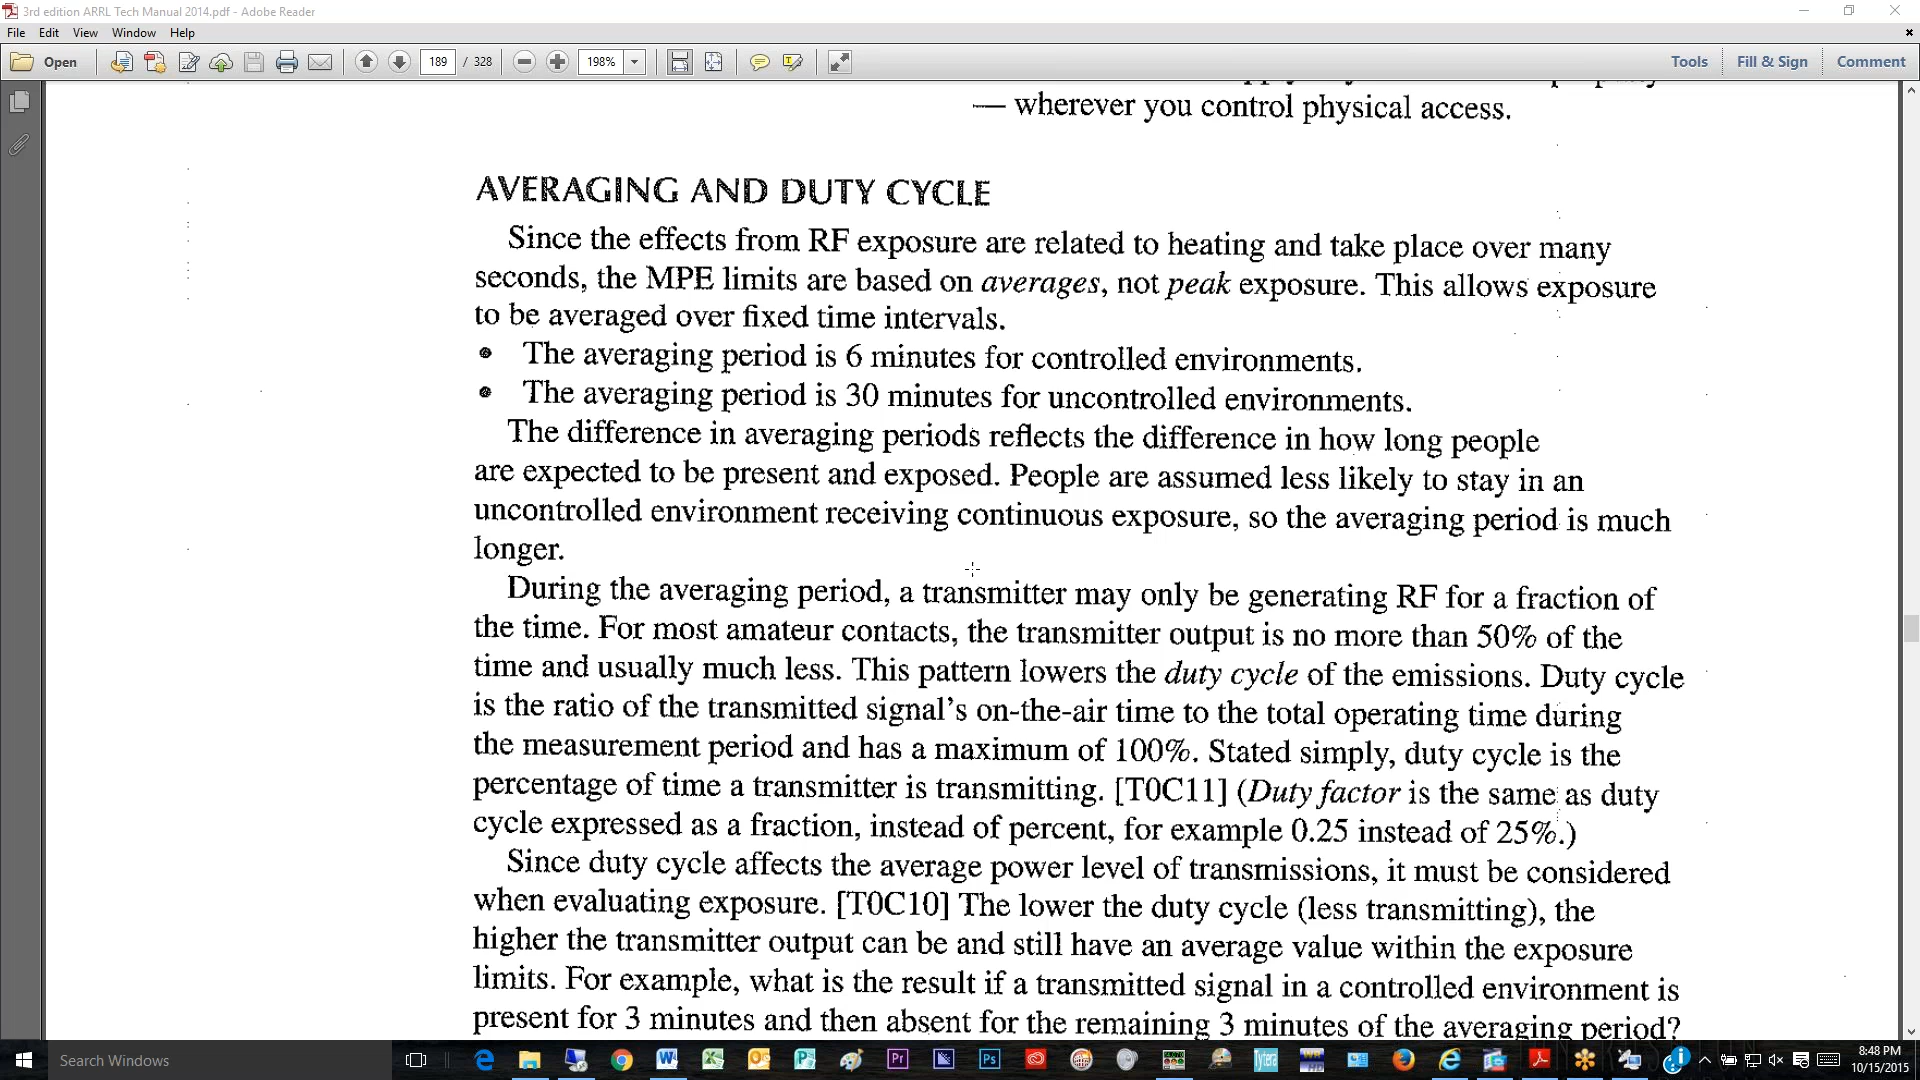 3rd edition ARRL Tech Manual 2014.pdf - Adobe Reader
File Edit View Window Help
Open 189 / 328 198% Tools Fill & Sign Comment
— wherever you control physical access.
AVERAGING AND DUTY CYCLE
Since the effects from RF exposure are related to heating and take place over many
seconds, the MPE limits are based on averages, not peak exposure. This allows exposure
to be averaged over fixed time intervals.
• The averaging period is 6 minutes for controlled environments.
• The averaging period is 30 minutes for uncontrolled environments.
The difference in averaging periods reflects the difference in how long people
are expected to be present and exposed. People are assumed less likely to stay in an
uncontrolled environment receiving continuous exposure, so the averaging period is much
longer.
During the averaging period, a transmitter may only be generating RF for a fraction of
the time. For most amateur contacts, the transmitter output is no more than 50% of the
time and usually much less. This pattern lowers the duty cycle of the emissions. Duty cycle
is the ratio of the transmitted signal's on-the-air time to the total operating time during
the measurement period and has a maximum of 100%. Stated simply, duty cycle is the
percentage of time a transmitter is transmitting. [T0C11] (Duty factor is the same as duty
cycle expressed as a fraction, instead of percent, for example 0.25 instead of 25%.)
Since duty cycle affects the average power level of transmissions, it must be considered
when evaluating exposure. [T0C10] The lower the duty cycle (less transmitting), the
higher the transmitter output can be and still have an average value within the exposure
limits. For example, what is the result if a transmitted signal in a controlled environment is
present for 3 minutes and then absent for the remaining 3 minutes of the averaging period?
Search Windows
8:48 PM
10/15/2015